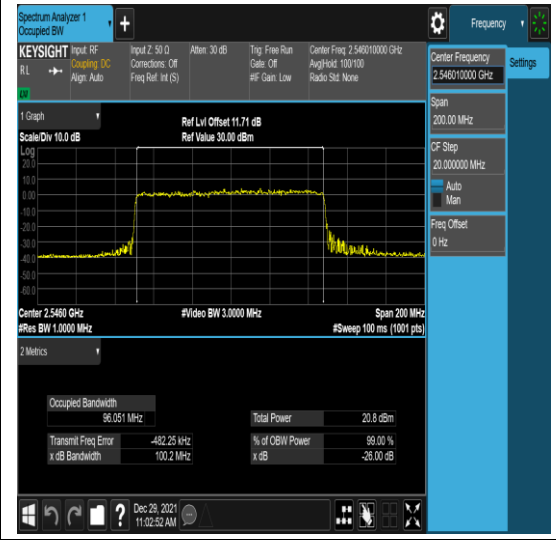 Spectrum Analyzer 1
Occupied BW
Frequency
KEYSIGHT
R L
LXI
Input: RF
Coupling: DC
Align: Auto
Input Z: 50 Ω
Corrections: Off
Freq Ref: Int (S)
Atten: 30 dB
Trig: Free Run
Gate: Off
#IF Gain: Low
Center Freq: 2.546010000 GHz
Avg|Hold: 100/100
Radio Std: None
Center Frequency
2.546010000 GHz
Settings
Span
200.00 MHz
CF Step
20.000000 MHz
Auto
Man
Freq Offset
0 Hz
1 Graph
Scale/Div 10.0 dB
Ref Lvl Offset 11.71 dB
Ref Value 30.00 dBm
Log
20.0
10.0
0.00
-10.0
-20.0
-30.0
-40.0
-50.0
-60.0
Center 2.5460 GHz
#Video BW 3.0000 MHz
Span 200 MHz
#Res BW 1.0000 MHz
#Sweep 100 ms (1001 pts)
2 Metrics
Occupied Bandwidth
96.051 MHz
Total Power 20.8 dBm
Transmit Freq Error -482.25 kHz
% of OBW Power 99.00 %
x dB Bandwidth 100.2 MHz
x dB -26.00 dB
?
Dec 29, 2021
11:02:52 AM